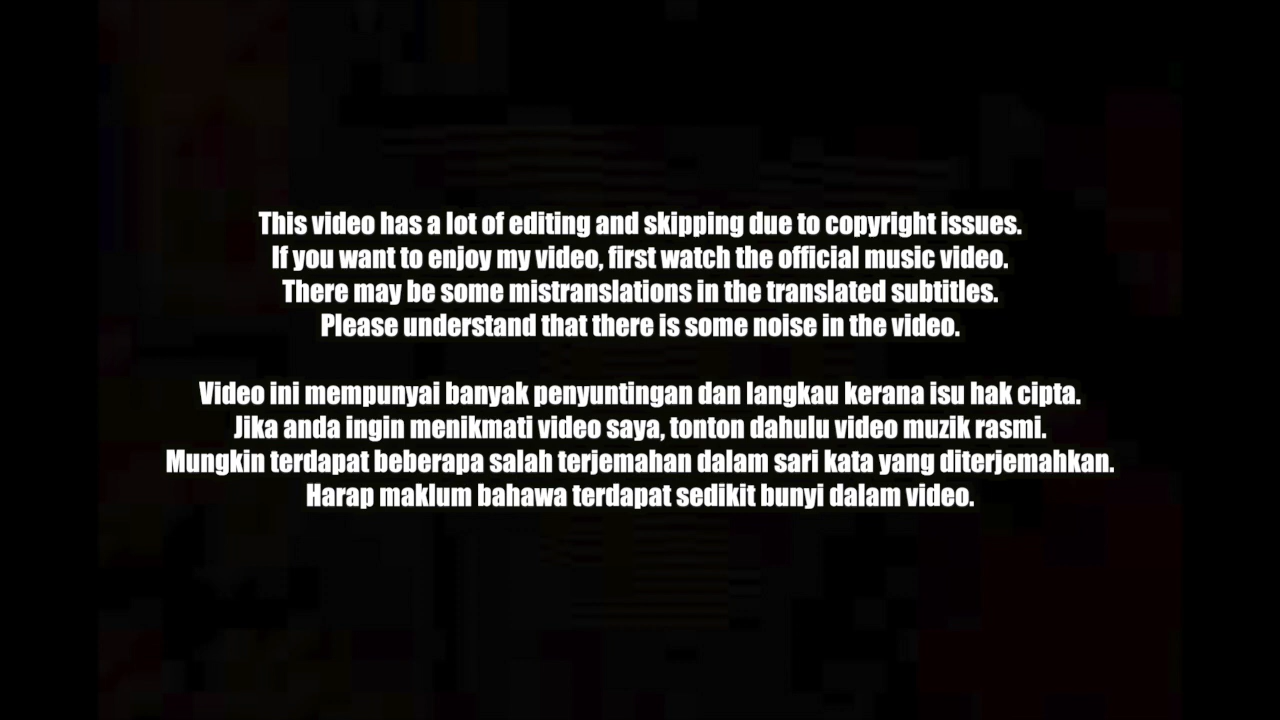 This video has a lot of editing and skipping due to copyright issues.
If you want to enjoy my video, first watch the official music video.
There may be some mistranslations in the translated subtitles.
Please understand that there is some noise in the video.
Video ini mempunyai banyak penyuntingan dan langkau kerana isu hak cipta.
Jika anda ingin menikmati video saya, tonton dahulu video muzik rasmi.
Mungkin terdapat beberapa salah terjemahan dalam sari kata yang diterjemahkan.
Harap maklum bahawa terdapat sedikit bunyi dalam video.